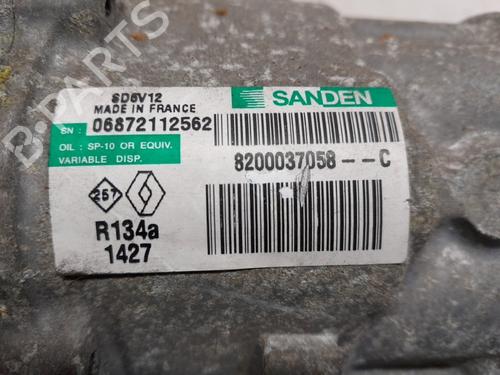 SD6V12
MADE IN FRANCE
SANDEN
SN : 06872112562
OIL : SP-10 OR EQUIV.
VARIABLE DISP.
8200037058--C
257
R134a
1427
B-PARTS